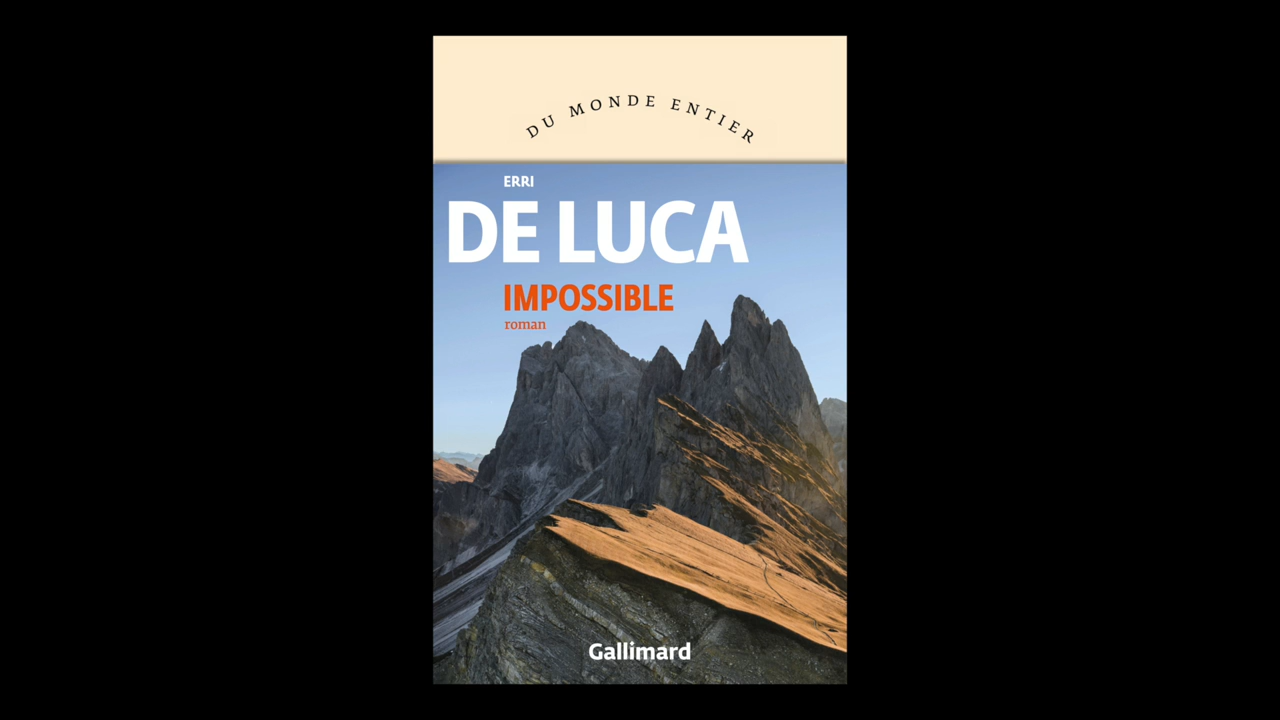 DU MONDE ENTIER
ERRI
DE LUCA
IMPOSSIBLE
roman
Gallimard